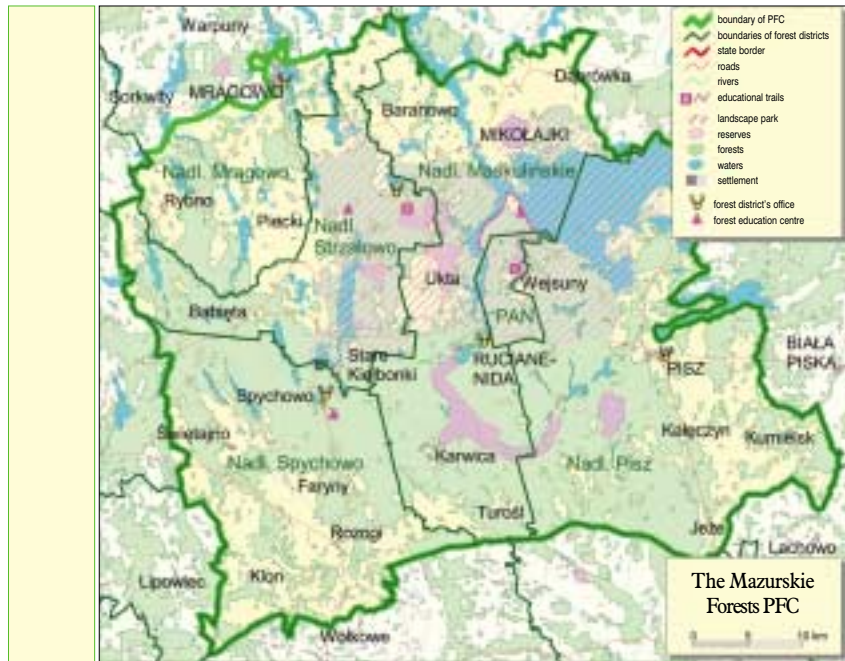 Warpuny
Sorkwity
MRĄGOWO
Dąbrówka
Baranowo
MIKOŁAJKI
Nadl. Mrągowo
Nadl. Maskulińskie
Rybno
Piecki
Nadl.
Strzałowo
Ukta
Wejsuny
Babięta
PAN
Stare
Kiełbonki
RUCIANE-
NIDA
PISZ
BIAŁA
PISKA
Spychowo
Świętajno
Kałęczyn
Kumielsk
Nadl. Spychowo
Karwica
Nadl. Pisz
Faryny
Turośl
Rozogi
Jeże
Lachowo
Lipowiec
Klon
Wolkowe
boundary of PFC
boundaries of forest districts
state border
roads
rivers
educational trails
landscape park
reserves
forests
waters
settlement
forest district's office
forest education centre
The Mazurskie
Forests PFC
0 5 10 km